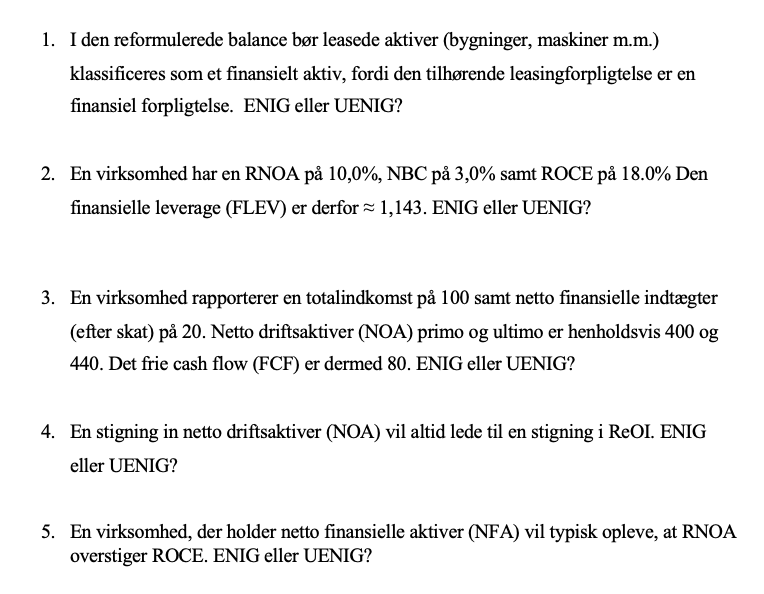 1. I den reformulerede balance bør leasede aktiver (bygninger, maskiner m.m.)
klassificeres som et finansielt aktiv, fordi den tilhørende leasingforpligtelse er en
finansiel forpligtelse. ENIG eller UENIG?
2. En virksomhed har en RNOA på 10,0%, NBC på 3,0% samt ROCE på 18.0% Den
finansielle leverage (FLEV) er derfor ≈ 1,143. ENIG eller UENIG?
3. En virksomhed rapporterer en totalindkomst på 100 samt netto finansielle indtægter
(efter skat) på 20. Netto driftsaktiver (NOA) primo og ultimo er henholdsvis 400 og
440. Det frie cash flow (FCF) er dermed 80. ENIG eller UENIG?
4. En stigning in netto driftsaktiver (NOA) vil altid lede til en stigning i ReOI. ENIG
eller UENIG?
5. En virksomhed, der holder netto finansielle aktiver (NFA) vil typisk opleve, at RNOA
overstiger ROCE. ENIG eller UENIG?